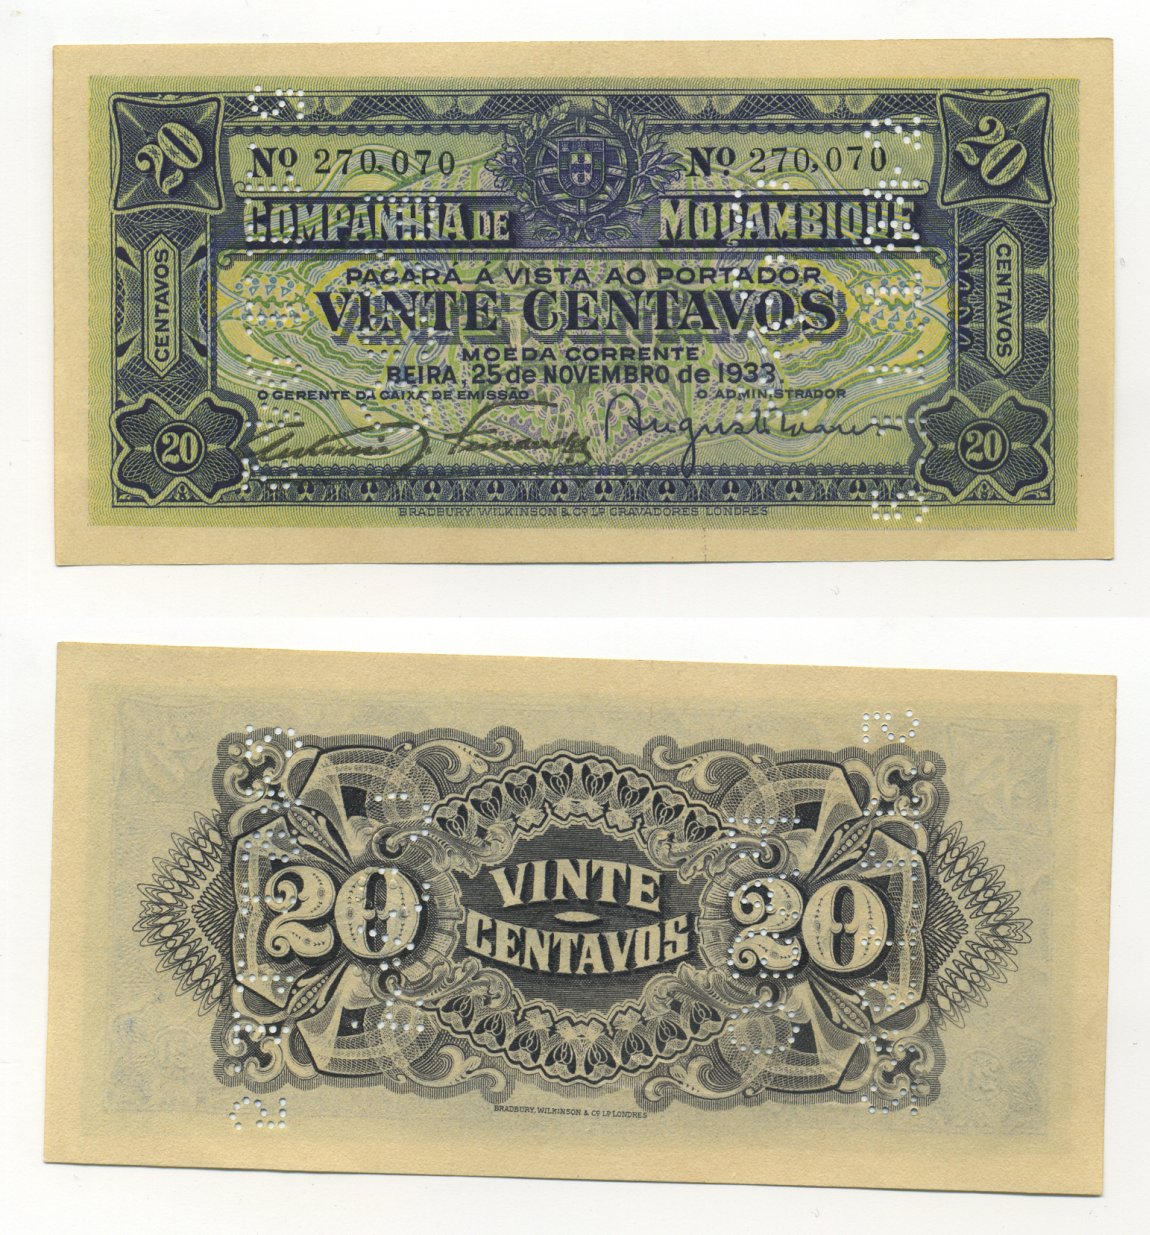 20
20
Nº 270,070
Nº 270,070
COMPANHIA DE MOÇAMBIQUE
PAGARÁ Á VISTA AO PORTADOR
VINTE CENTAVOS
CENTAVOS
CENTAVOS
MOEDA CORRENTE
BEIRA, 25 de NOVEMBRO de 1933
O GERENTE DA CAIXA DE EMISSÃO
O ADMINISTRADOR
20
20
BRADBURY, WILKINSON & Cº Lᴰ GRAVADORES LONDRES
VINTE
CENTAVOS
20
20
BRADBURY, WILKINSON & Cº Lᴰ LONDRES